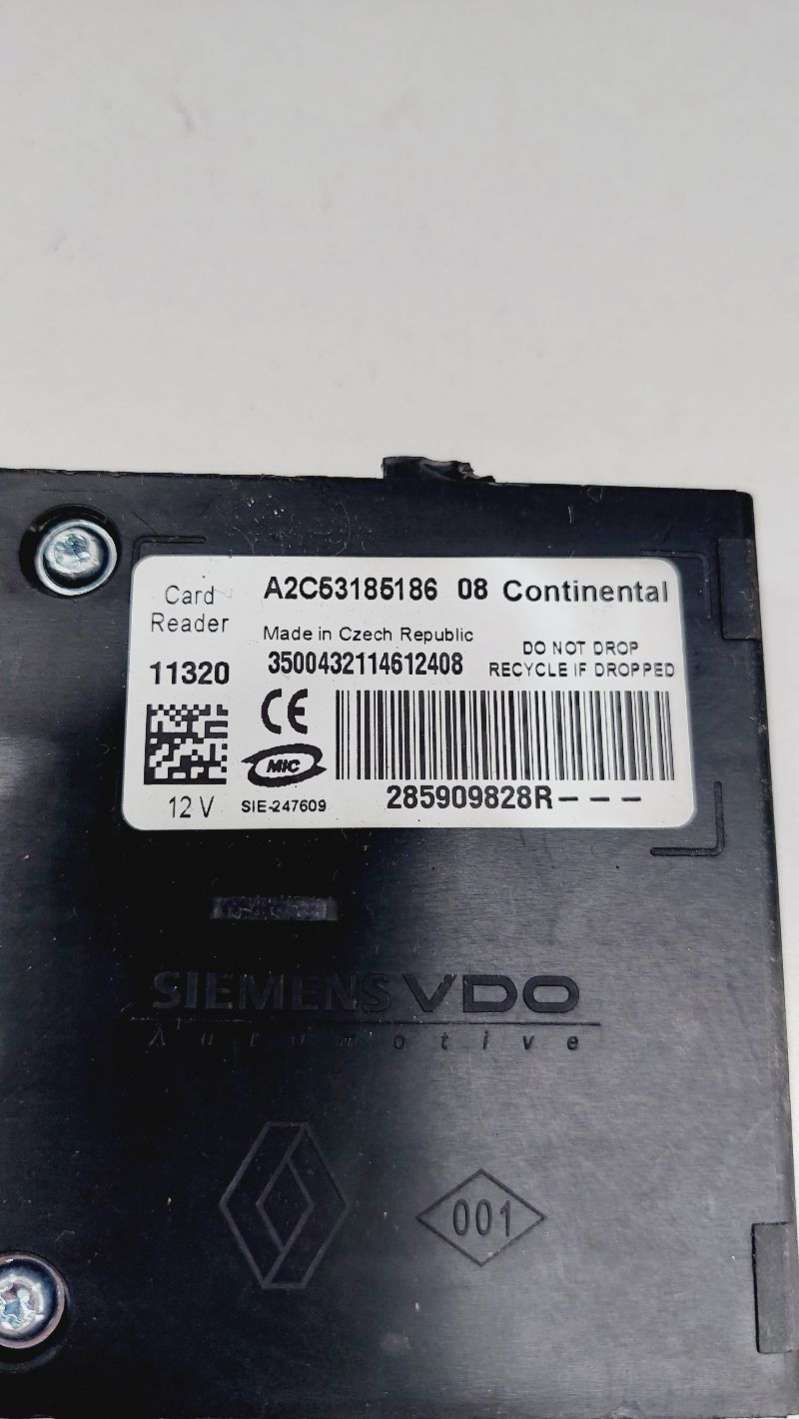 Card
Reader
11320
12 V
A2C53185186 08 Continental
Made in Czech Republic
3500432114612408
DO NOT DROP
RECYCLE IF DROPPED
CE
MIC
SIE-247609
285909828R---
SIEMENS VDO
Automotive
001